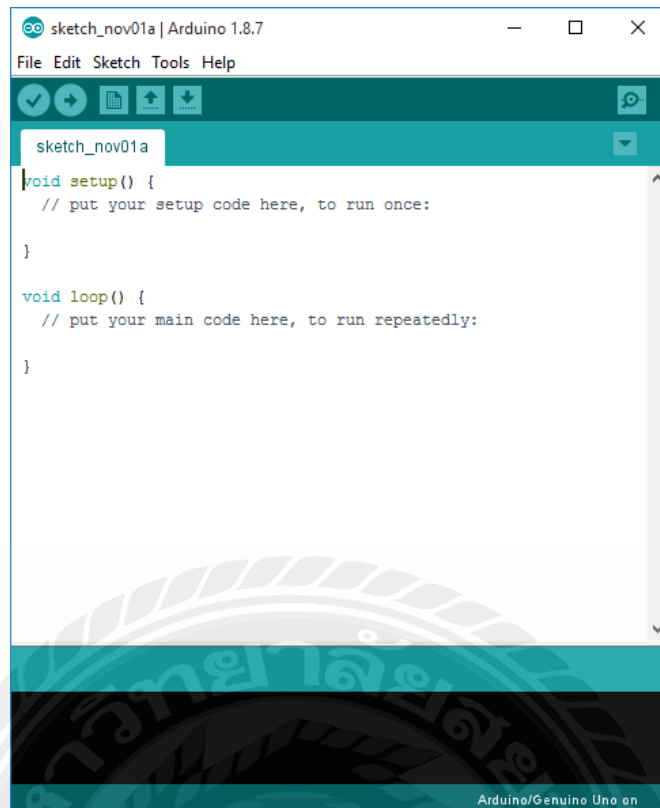 sketch_nov01a | Arduino 1.8.7
File Edit Sketch Tools Help
sketch_nov01a
void setup() {
  // put your setup code here, to run once:
}
void loop() {
  // put your main code here, to run repeatedly:
}
Arduino/Genuino Uno on